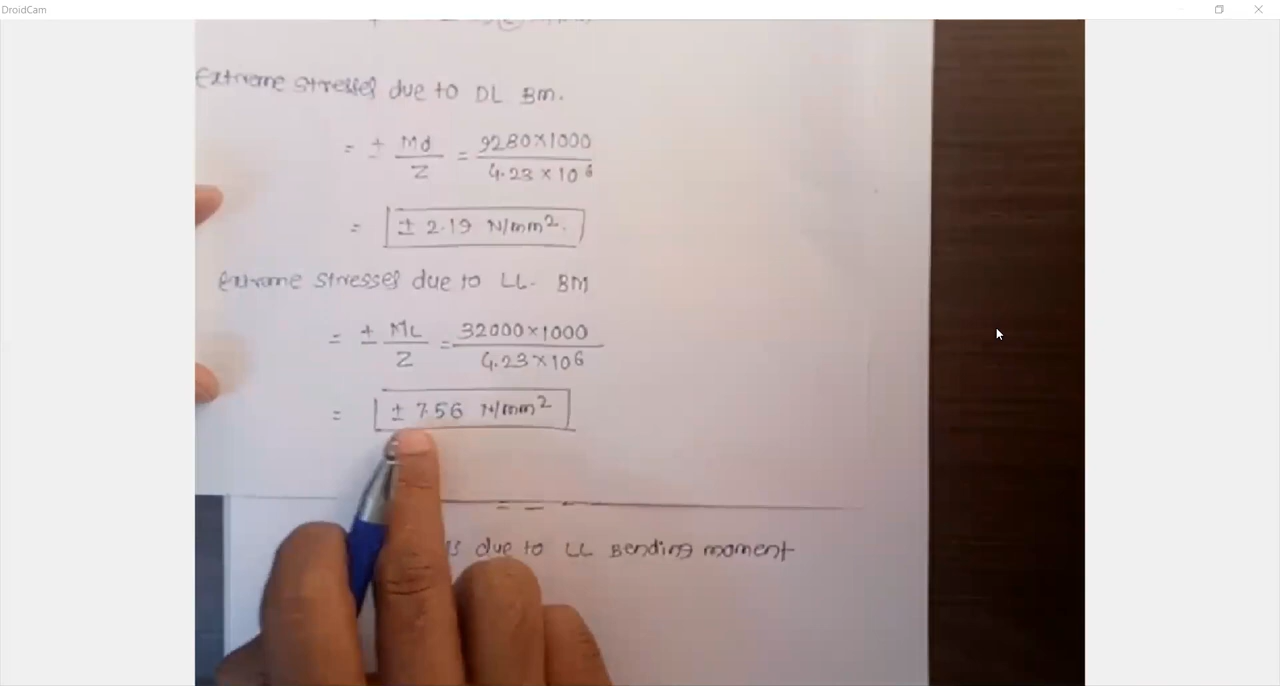 DroidCam
Extreme stresses due to DL Bm.
= ± Md/Z = 9280×1000/4.23×10⁶
= ± 2.19 N/mm².
Extreme stresses due to LL. BM
= ± ML/Z = 32000×1000/4.23×10⁶
= ± 7.56 N/mm²
due to LL Bending moment